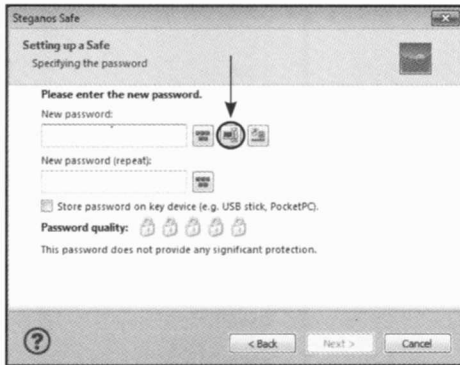 Steganos Safe
Setting up a Safe
Specifying the password
Please enter the new password.
New password:
New password (repeat):
Store password on key device (e.g. USB stick, PocketPC).
Password quality:
This password does not provide any significant protection.
?
< Back
Next >
Cancel